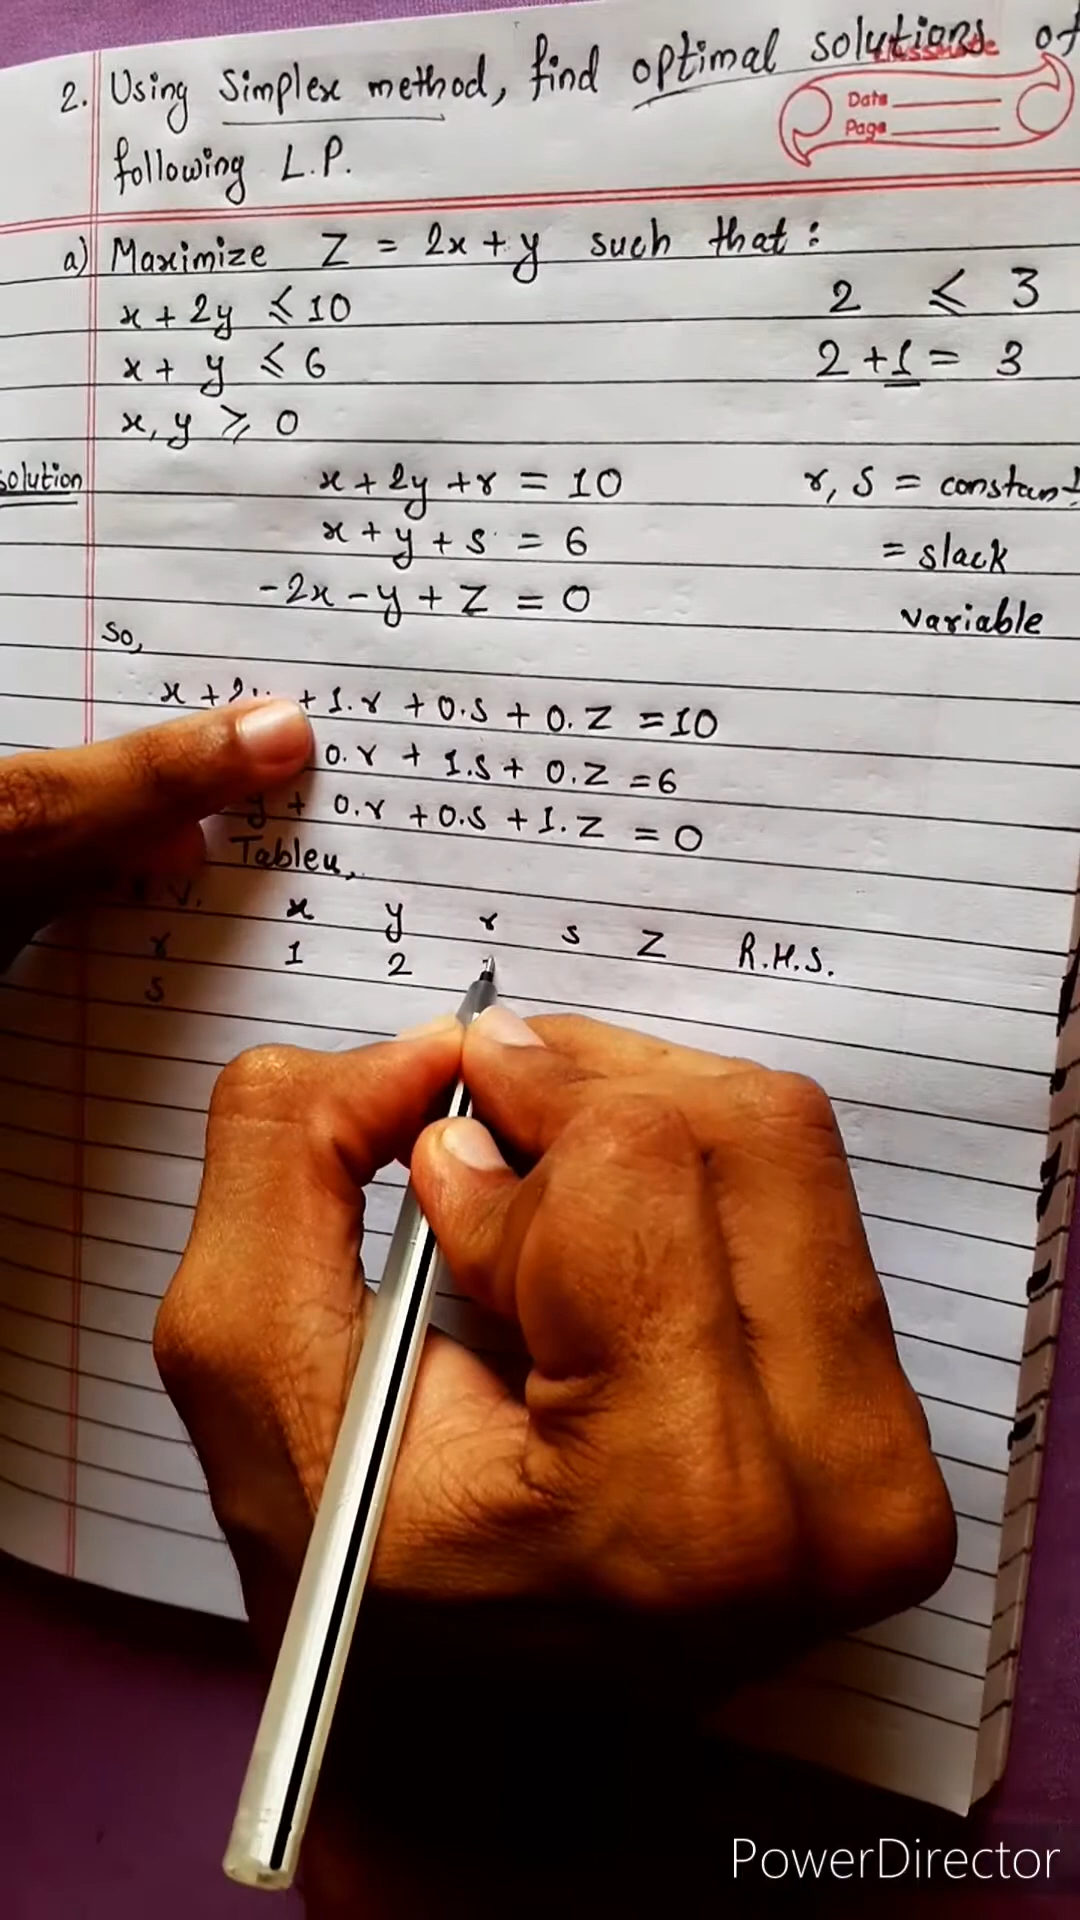 2. Using Simplex method, find optimal solutions of
Date
Page
following L.P.
a) Maximize Z = 2x + y such that :
x + 2y ≤ 10
2 ≤ 3
x + y ≤ 6
2 + 1 = 3
x, y ≥ 0
solution
x + 2y + r = 10
r, s = constant
x + y + s = 6
= slack
-2x - y + Z = 0
variable
So,
x + 2 + 1.r + 0.s + 0.Z = 10
0.r + 1.s + 0.Z = 6
y + 0.r + 0.s + 1.Z = 0
Tableu,
V. x y r s Z R.H.S.
r 1 2
s
PowerDirector